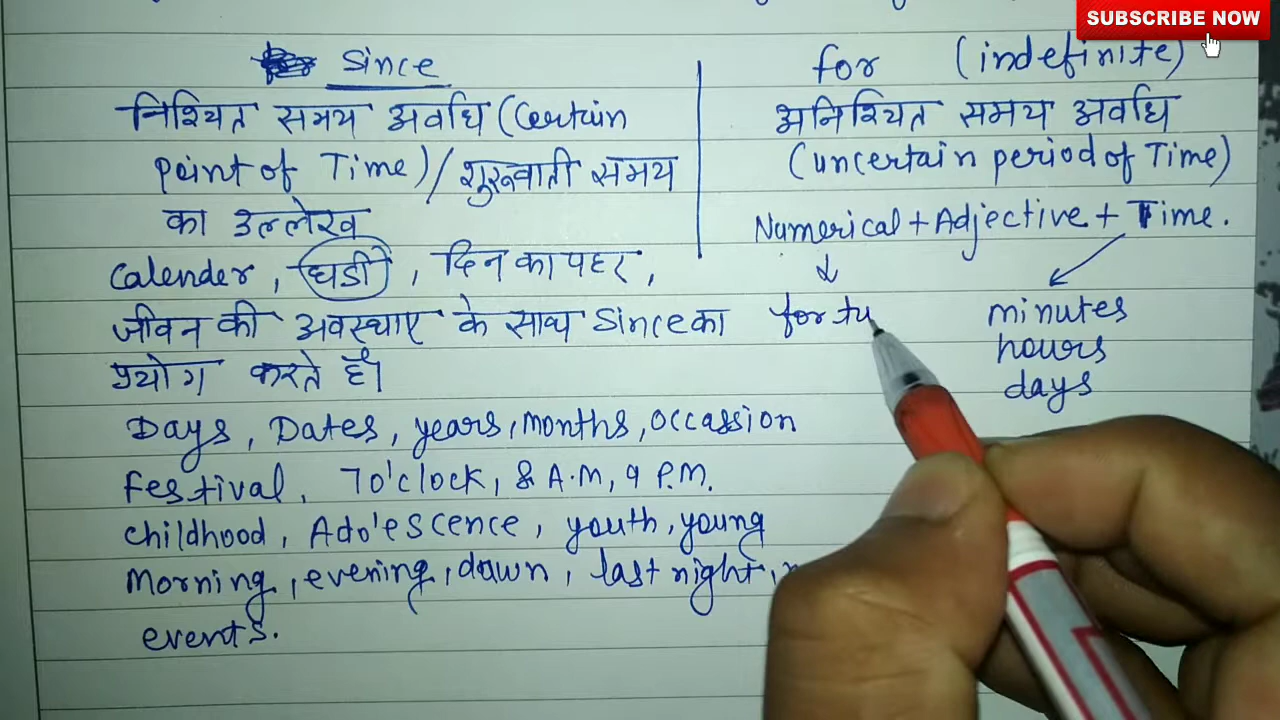 SUBSCRIBE NOW
Since
निश्चित समय अवधि (Certain
Point of Time) / शुरूवाती समय
का उल्लेख
Calender, घडी, दिन का पहर,
जीवन की अवस्थाए के साथ Since का
प्रयोग करते हैं।
Days, Dates, years, months, occassion
Festival, 7 o'clock, 8 A.M, 9 P.M.
childhood, Adolescence, youth, young
Morning, evening, dawn, last night,
events.
for (indefinite)
अनिश्चित समय अवधि
(uncertain period of Time)
Numerical + Adjective + Time.
for tw
minutes
hours
days